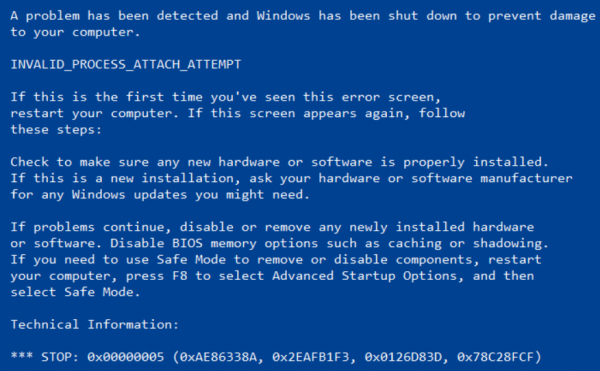 A problem has been detected and Windows has been shut down to prevent damage
to your computer.
INVALID_PROCESS_ATTACH_ATTEMPT
If this is the first time you've seen this error screen,
restart your computer. If this screen appears again, follow
these steps:
Check to make sure any new hardware or software is properly installed.
If this is a new installation, ask your hardware or software manufacturer
for any Windows updates you might need.
If problems continue, disable or remove any newly installed hardware
or software. Disable BIOS memory options such as caching or shadowing.
If you need to use Safe Mode to remove or disable components, restart
your computer, press F8 to select Advanced Startup Options, and then
select Safe Mode.
Technical Information:
*** STOP: 0x00000005 (0xAE86338A, 0x2EAFB1F3, 0x0126D83D, 0x78C28FCF)